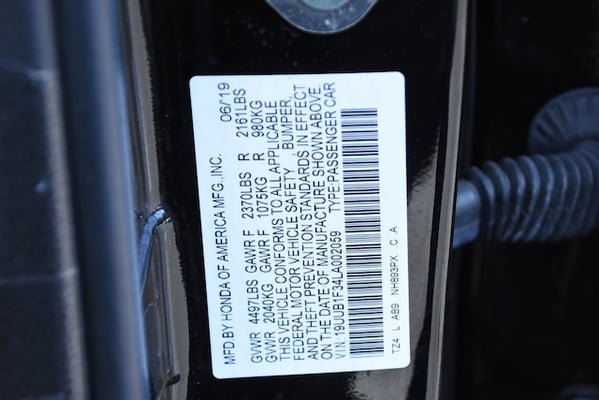 MFD.BY HONDA OF AMERICA MFG.,INC. 06/'19
GVWR 4497LBS GAWR F 2370LBS R 2161LBS
GVWR 2040KG GAWR F 1075KG R 980KG
THIS VEHICLE CONFORMS TO ALL APPLICABLE
FEDERAL MOTOR VEHICLE SAFETY BUMPER,
AND THEFT PREVENTION STANDARDS IN EFFECT
ON THE DATE OF MANUFACTURE SHOWN ABOVE.
V.I.N.:19UUB1F34LA002059 TYPE:PASSENGER CAR
TZ4 L AB9 NH893PX C A